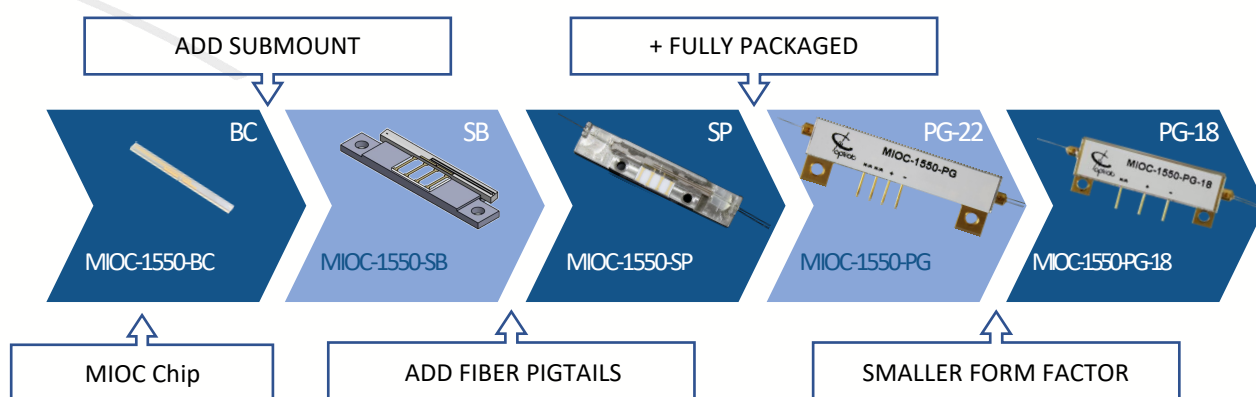 ADD SUBMOUNT
+ FULLY PACKAGED
BC
SB
SP
PG-22
PG-18
MIOC-1550-PG
+ -
MIOC-1550-PG-18
+ -
MIOC-1550-BC
MIOC-1550-SB
MIOC-1550-SP
MIOC-1550-PG
MIOC-1550-PG-18
MIOC Chip
ADD FIBER PIGTAILS
SMALLER FORM FACTOR